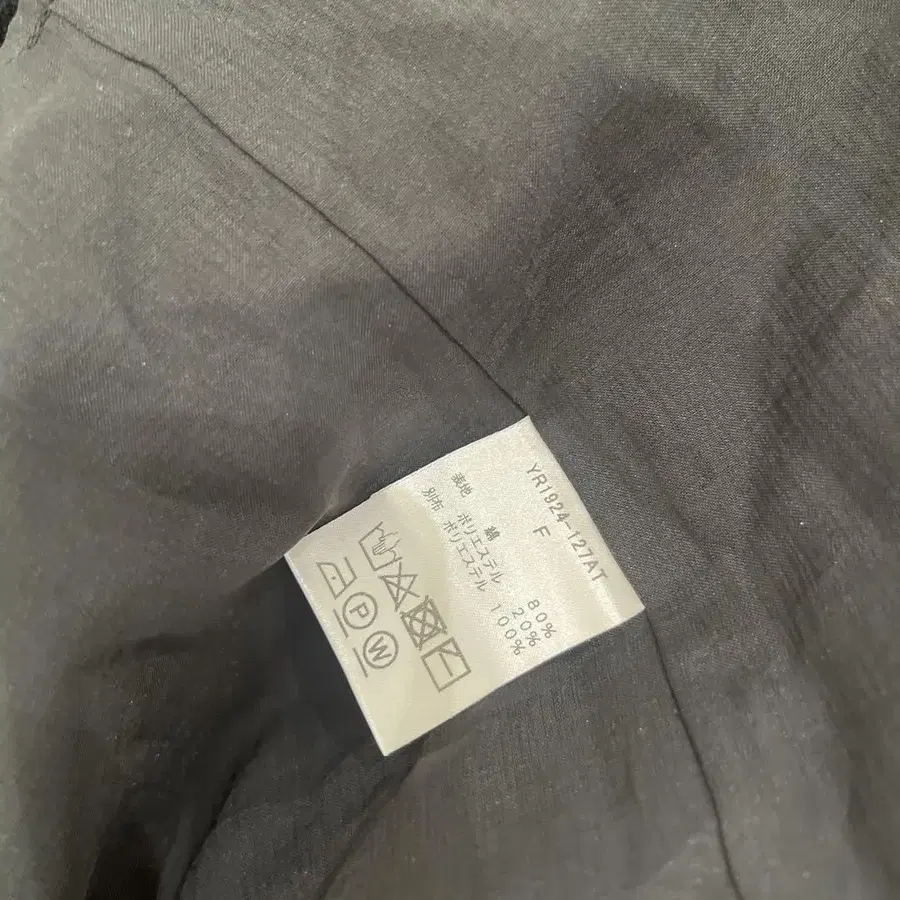 YR1924-127AT
F
表地 80%
ポリエステル 20%
別布 ポリエステル 100%
P W